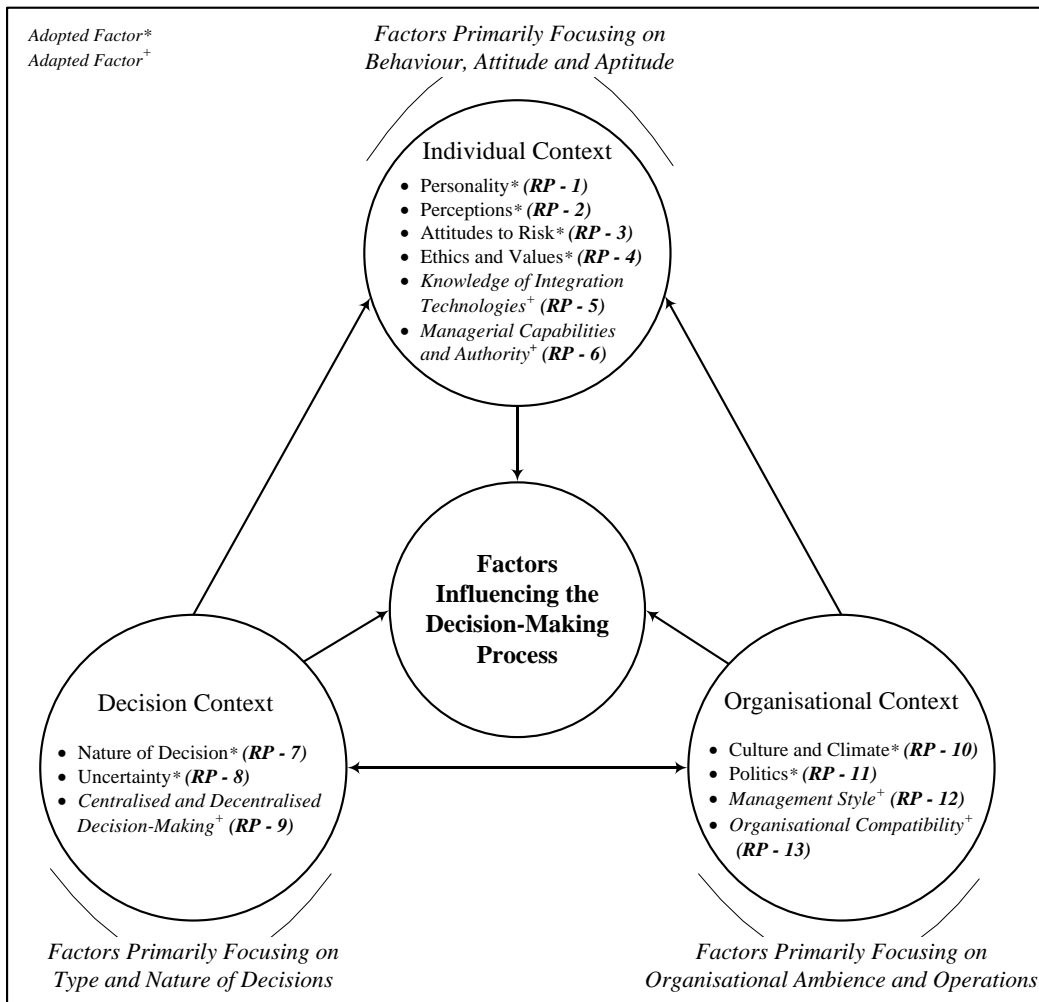 Adopted Factor*
Adapted Factor+
Factors Primarily Focusing on
Behaviour, Attitude and Aptitude
Individual Context
• Personality* (RP - 1)
• Perceptions* (RP - 2)
• Attitudes to Risk* (RP - 3)
• Ethics and Values* (RP - 4)
• Knowledge of Integration
Technologies+ (RP - 5)
• Managerial Capabilities
and Authority+ (RP - 6)
Factors
Influencing the
Decision-Making
Process
Decision Context
• Nature of Decision* (RP - 7)
• Uncertainty* (RP - 8)
• Centralised and Decentralised
Decision-Making+ (RP - 9)
Organisational Context
• Culture and Climate* (RP - 10)
• Politics* (RP - 11)
• Management Style+ (RP - 12)
• Organisational Compatibility+
(RP - 13)
Factors Primarily Focusing on
Type and Nature of Decisions
Factors Primarily Focusing on
Organisational Ambience and Operations